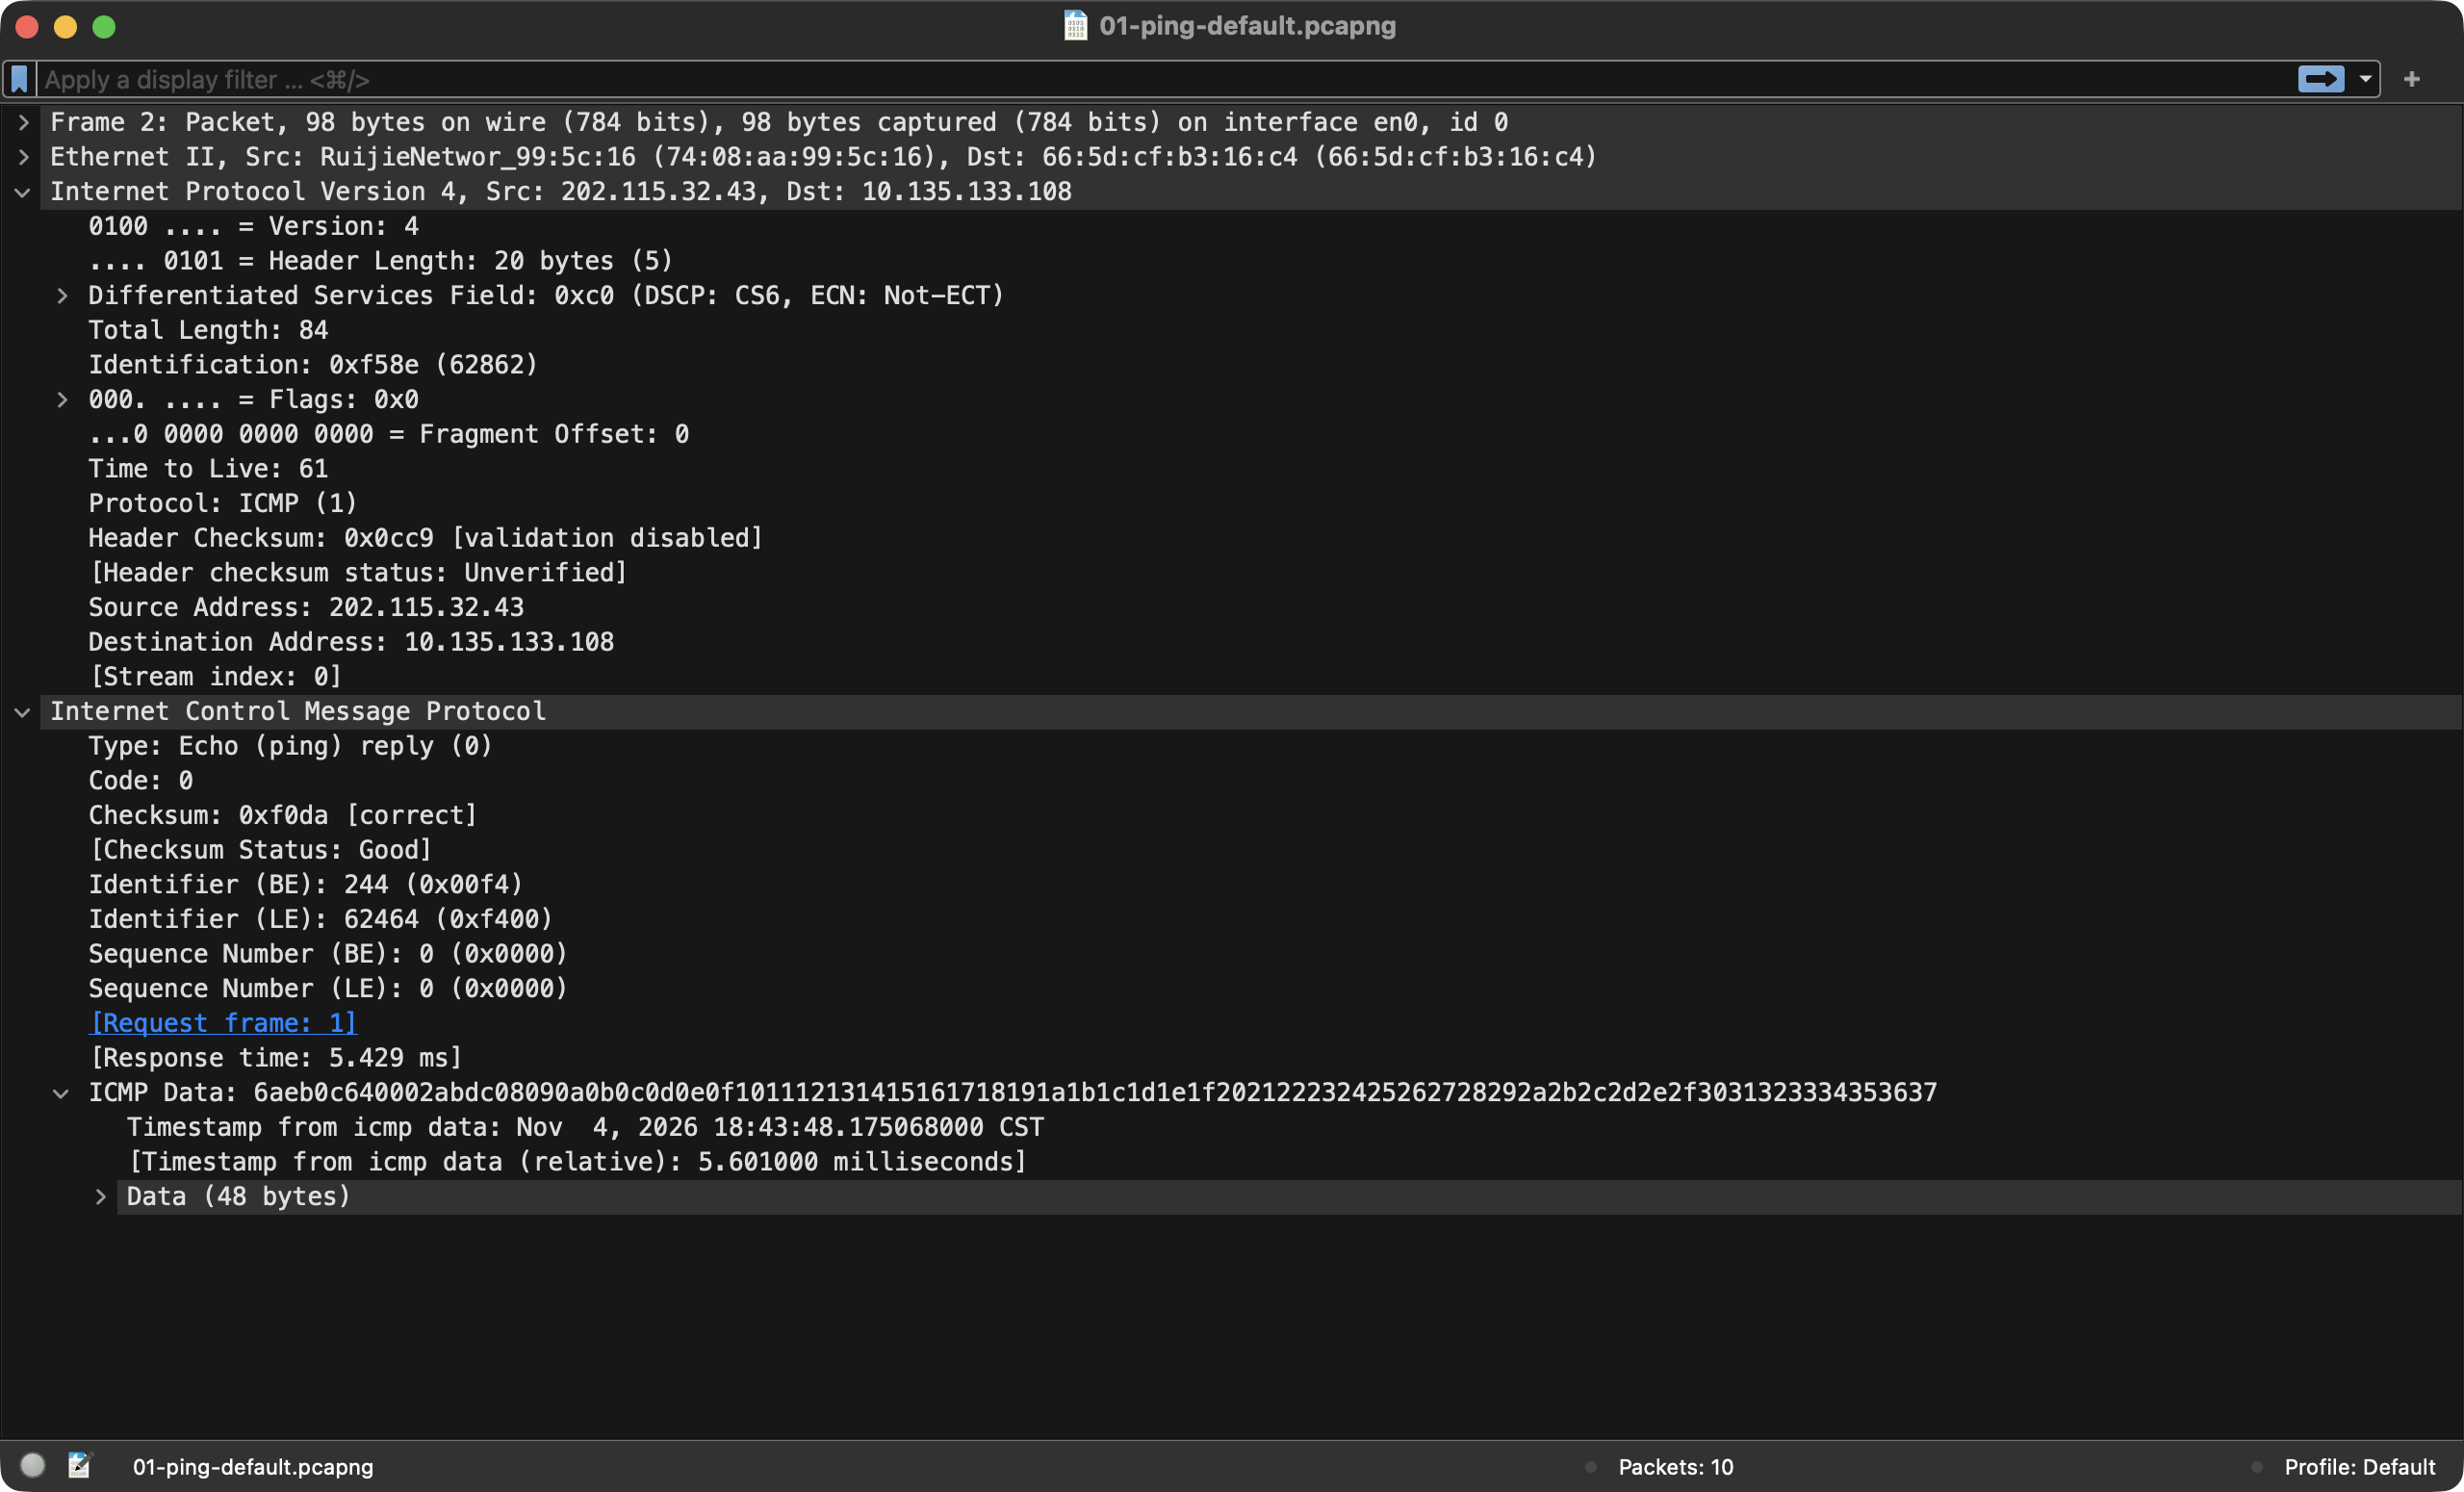 01-ping-default.pcapng
Apply a display filter ... <⌘/>
Frame 2: Packet, 98 bytes on wire (784 bits), 98 bytes captured (784 bits) on interface en0, id 0
Ethernet II, Src: RuijieNetwor_99:5c:16 (74:08:aa:99:5c:16), Dst: 66:5d:cf:b3:16:c4 (66:5d:cf:b3:16:c4)
Internet Protocol Version 4, Src: 202.115.32.43, Dst: 10.135.133.108
0100 .... = Version: 4
.... 0101 = Header Length: 20 bytes (5)
Differentiated Services Field: 0xc0 (DSCP: CS6, ECN: Not-ECT)
Total Length: 84
Identification: 0xf58e (62862)
000. .... = Flags: 0x0
...0 0000 0000 0000 = Fragment Offset: 0
Time to Live: 61
Protocol: ICMP (1)
Header Checksum: 0x0cc9 [validation disabled]
[Header checksum status: Unverified]
Source Address: 202.115.32.43
Destination Address: 10.135.133.108
[Stream index: 0]
Internet Control Message Protocol
Type: Echo (ping) reply (0)
Code: 0
Checksum: 0xf0da [correct]
[Checksum Status: Good]
Identifier (BE): 244 (0x00f4)
Identifier (LE): 62464 (0xf400)
Sequence Number (BE): 0 (0x0000)
Sequence Number (LE): 0 (0x0000)
[Request frame: 1]
[Response time: 5.429 ms]
ICMP Data: 6aeb0c640002abdc08090a0b0c0d0e0f101112131415161718191a1b1c1d1e1f202122232425262728292a2b2c2d2e2f3031323334353637
Timestamp from icmp data: Nov  4, 2026 18:43:48.175068000 CST
[Timestamp from icmp data (relative): 5.601000 milliseconds]
Data (48 bytes)
01-ping-default.pcapng
Packets: 10
Profile: Default